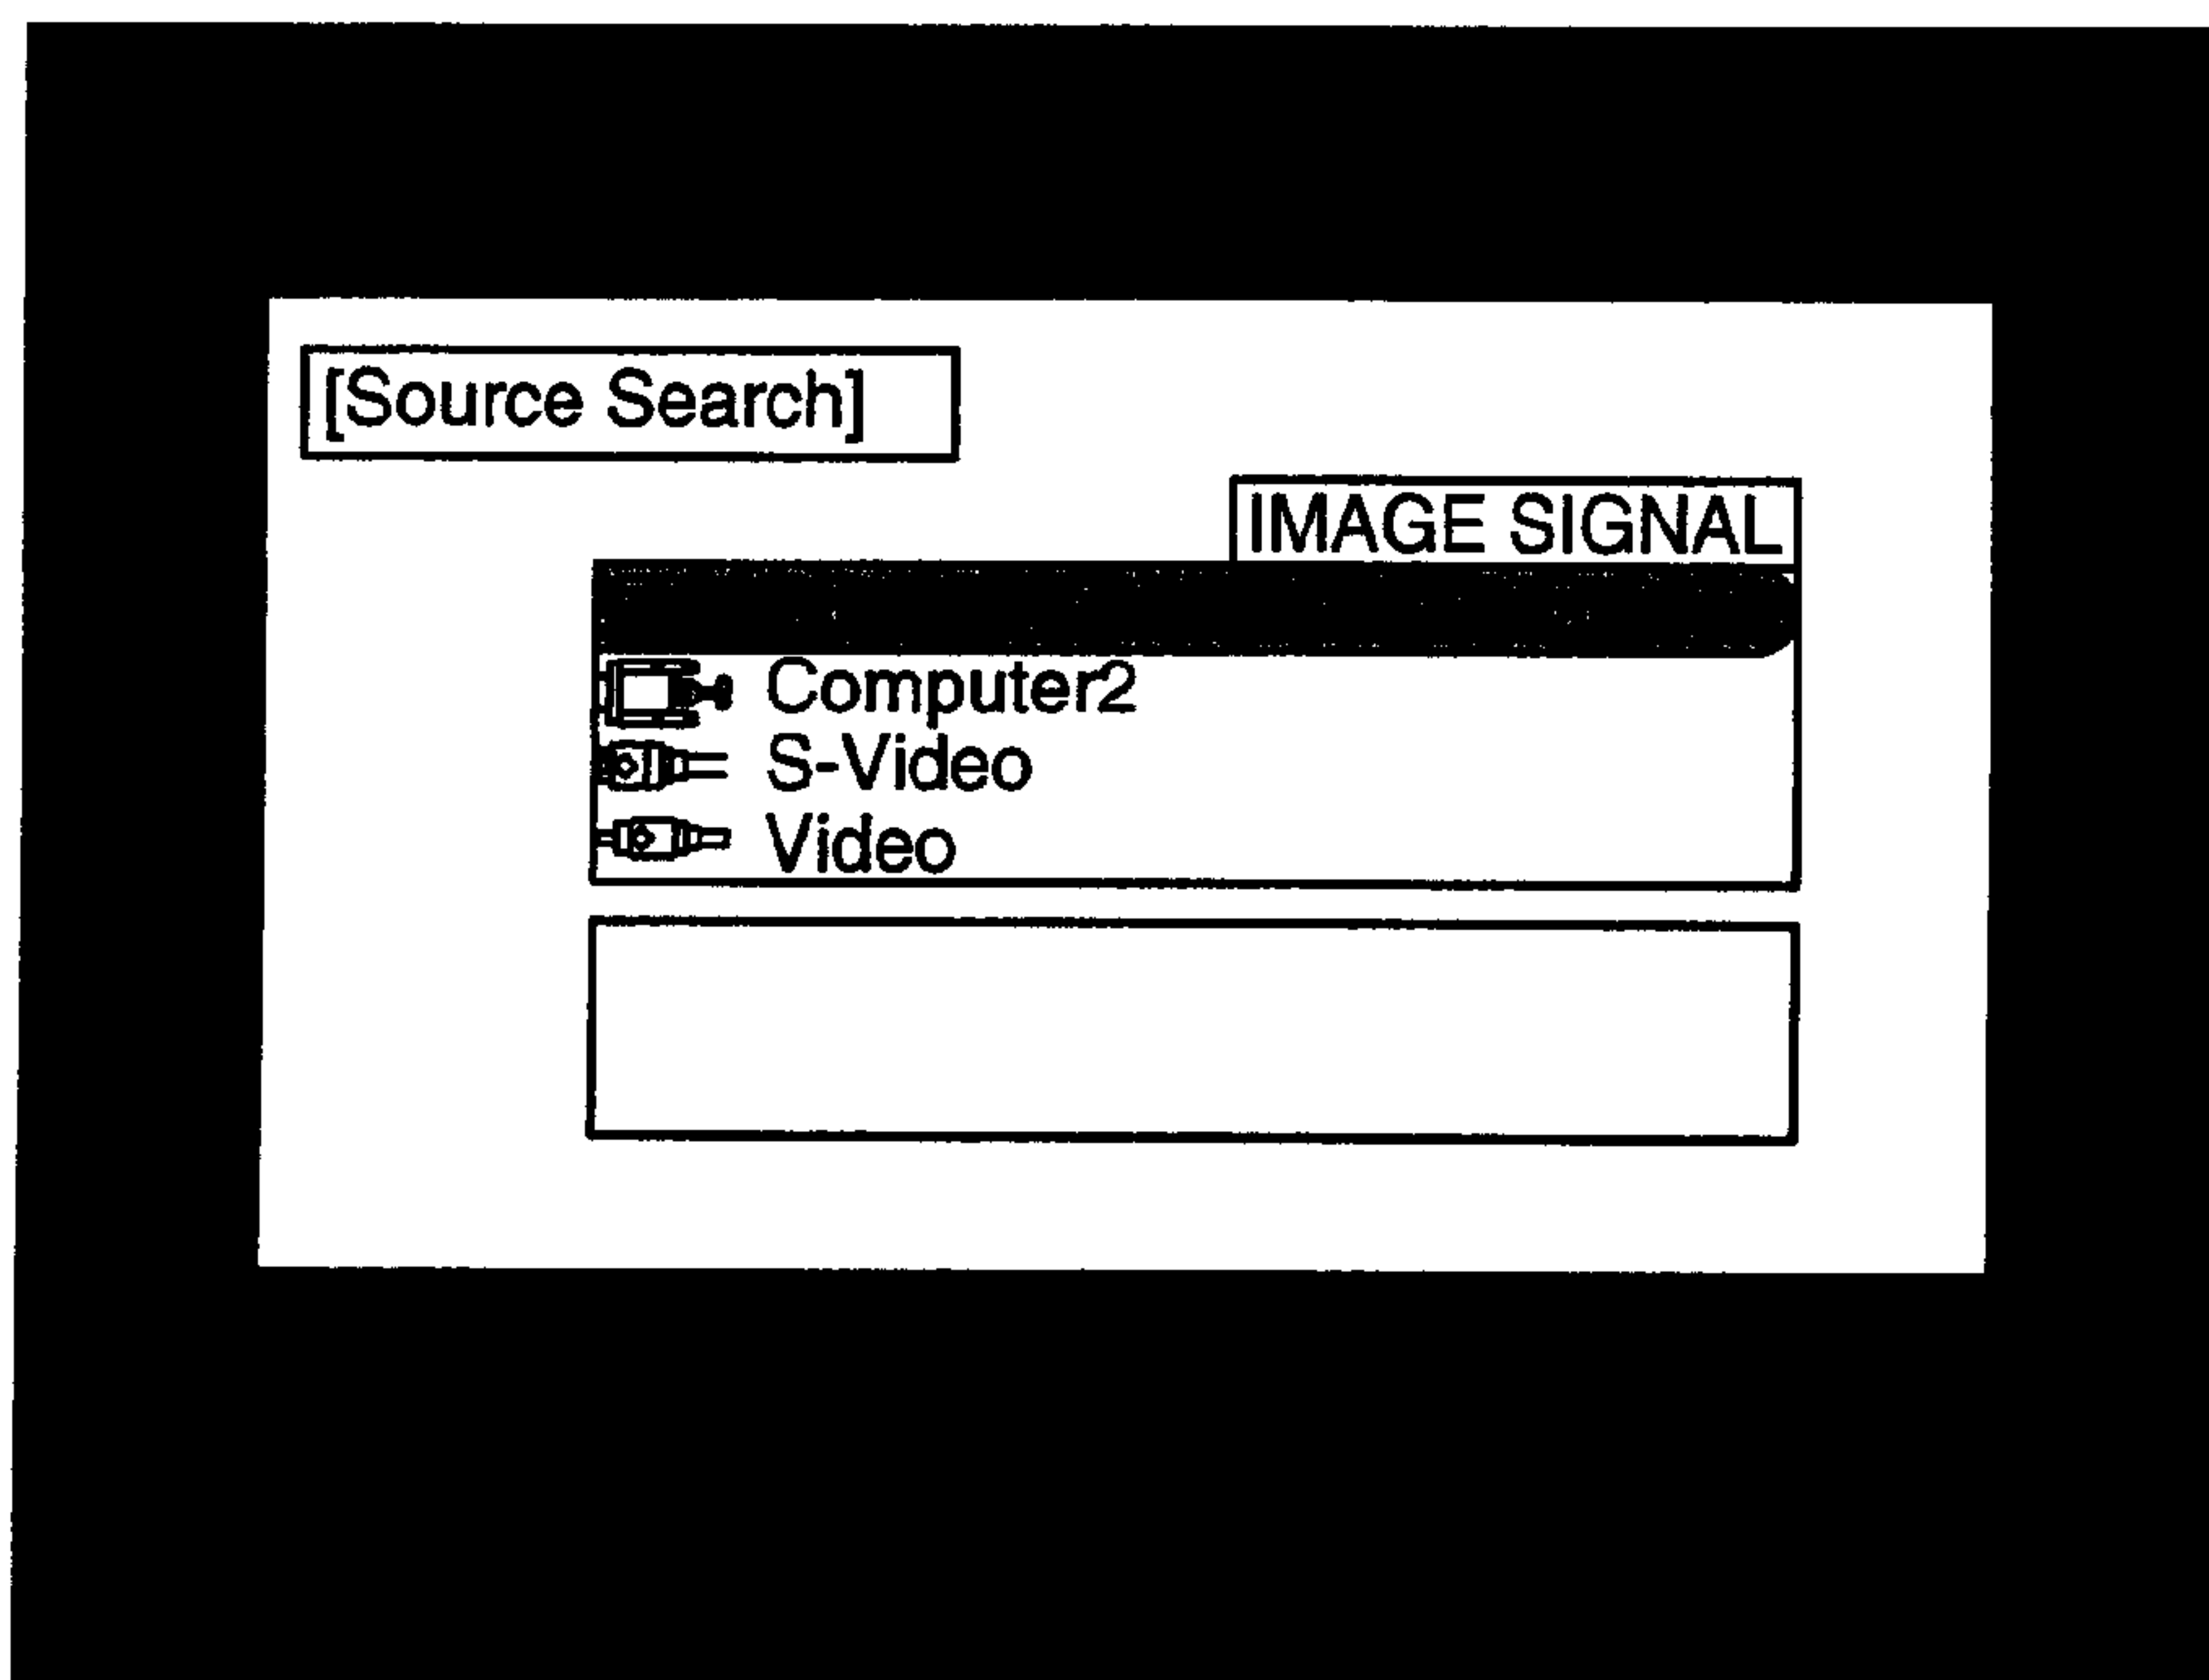 [Source Search]
IMAGE SIGNAL
Computer2
S-Video
Video